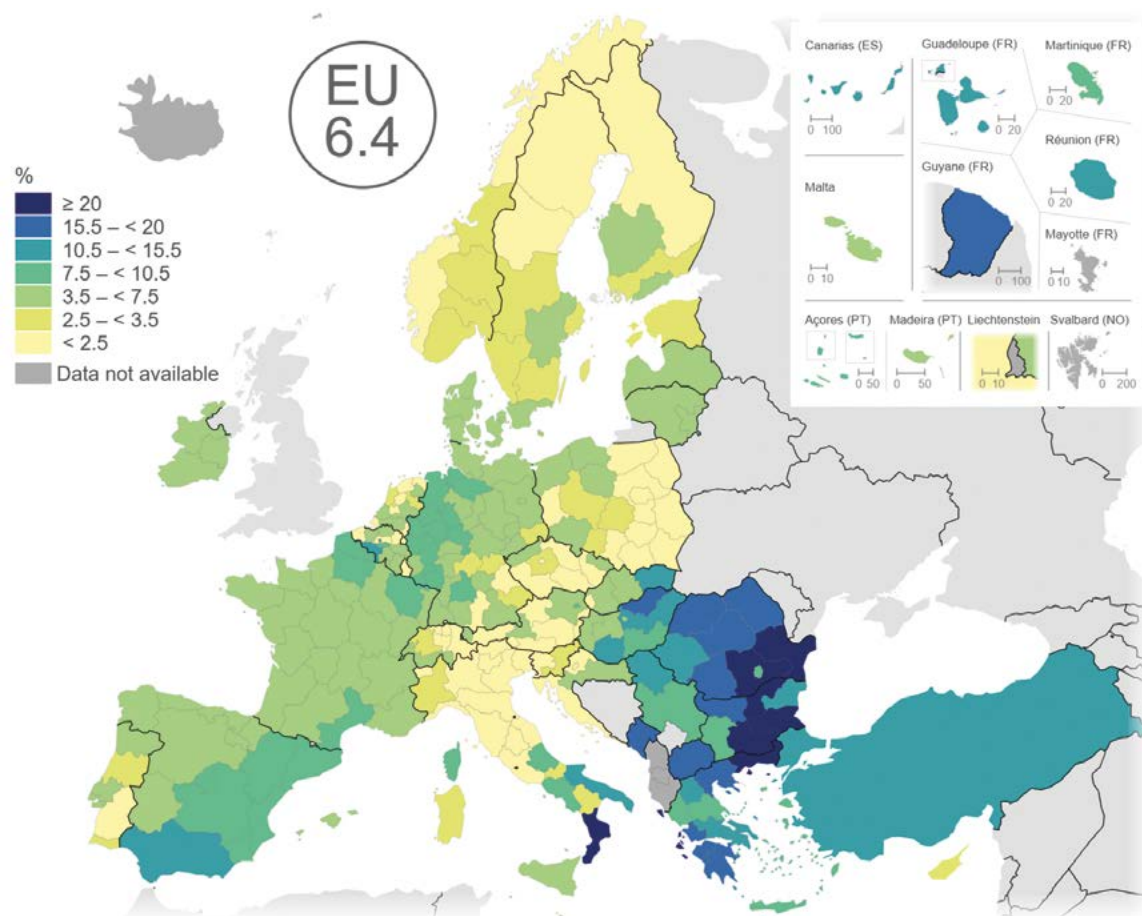 EU
6.4
%
≥ 20
15.5 – < 20
10.5 – < 15.5
7.5 – < 10.5
3.5 – < 7.5
2.5 – < 3.5
< 2.5
Data not available
Canarias (ES)
0 100
Guadeloupe (FR)
0 20
Martinique (FR)
0 20
Réunion (FR)
0 20
Malta
0 10
Guyane (FR)
0 100
Mayotte (FR)
0 10
Açores (PT)
0 50
Madeira (PT)
0 50
Liechtenstein
0 10
Svalbard (NO)
0 200